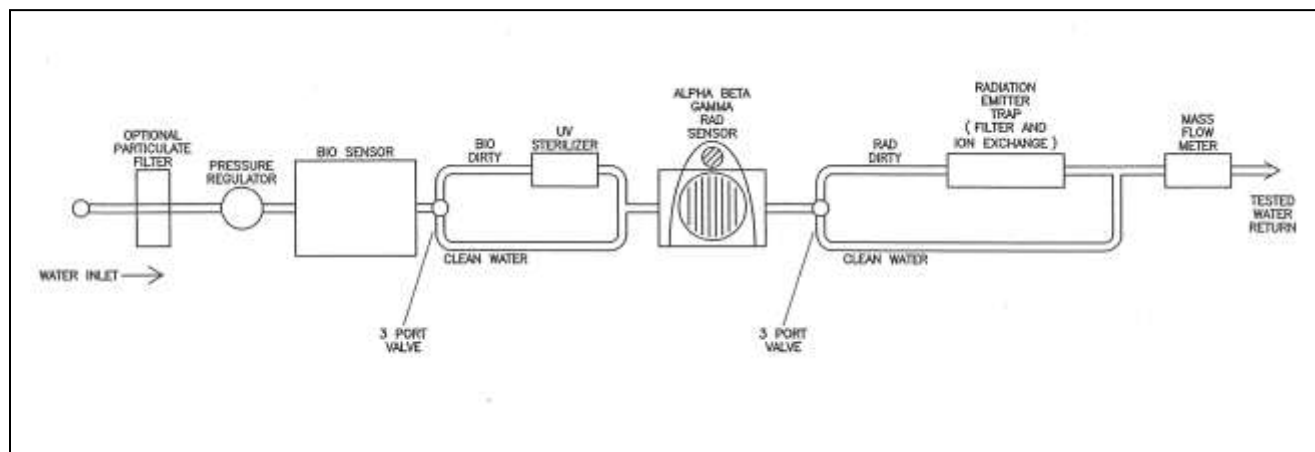 OPTIONAL
PARTICULATE
FILTER
PRESSURE
REGULATOR
BIO SENSOR
BIO
DIRTY
UV
STERILIZER
ALPHA BETA
GAMMA
RAD
SENSOR
RAD
DIRTY
RADIATION
EMITTER
TRAP
( FILTER AND
ION EXCHANGE )
MASS
FLOW
METER
WATER INLET
CLEAN WATER
3 PORT
VALVE
CLEAN WATER
3 PORT
VALVE
TESTED
WATER
RETURN